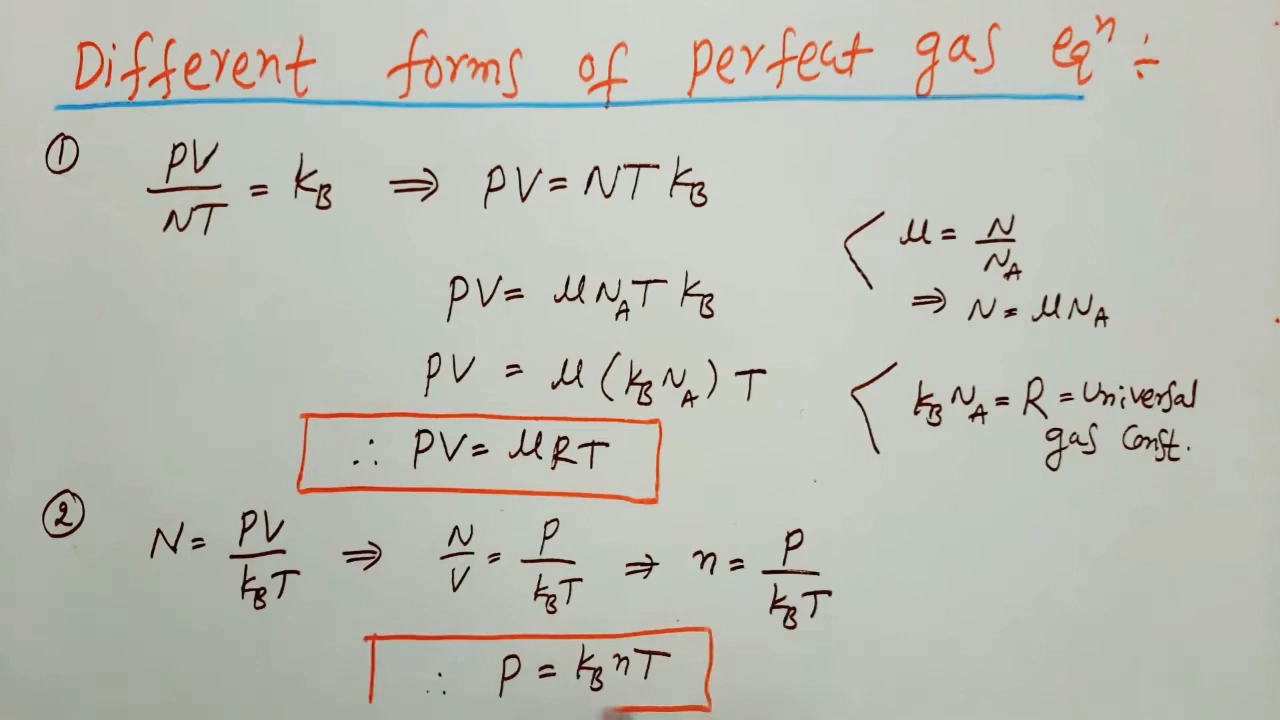 Different forms of perfect gas eqⁿ ÷
① PV/NT = k_B ⇒ PV = NT k_B
< μ = N/N_A
⇒ N = μN_A
PV = μN_A T k_B
PV = μ(k_B N_A) T
< k_B N_A = R = Universal
gas Const.
∴ PV = μRT
② N = PV/k_BT ⇒ N/V = P/k_BT ⇒ n = P/k_BT
∴ P = k_B nT